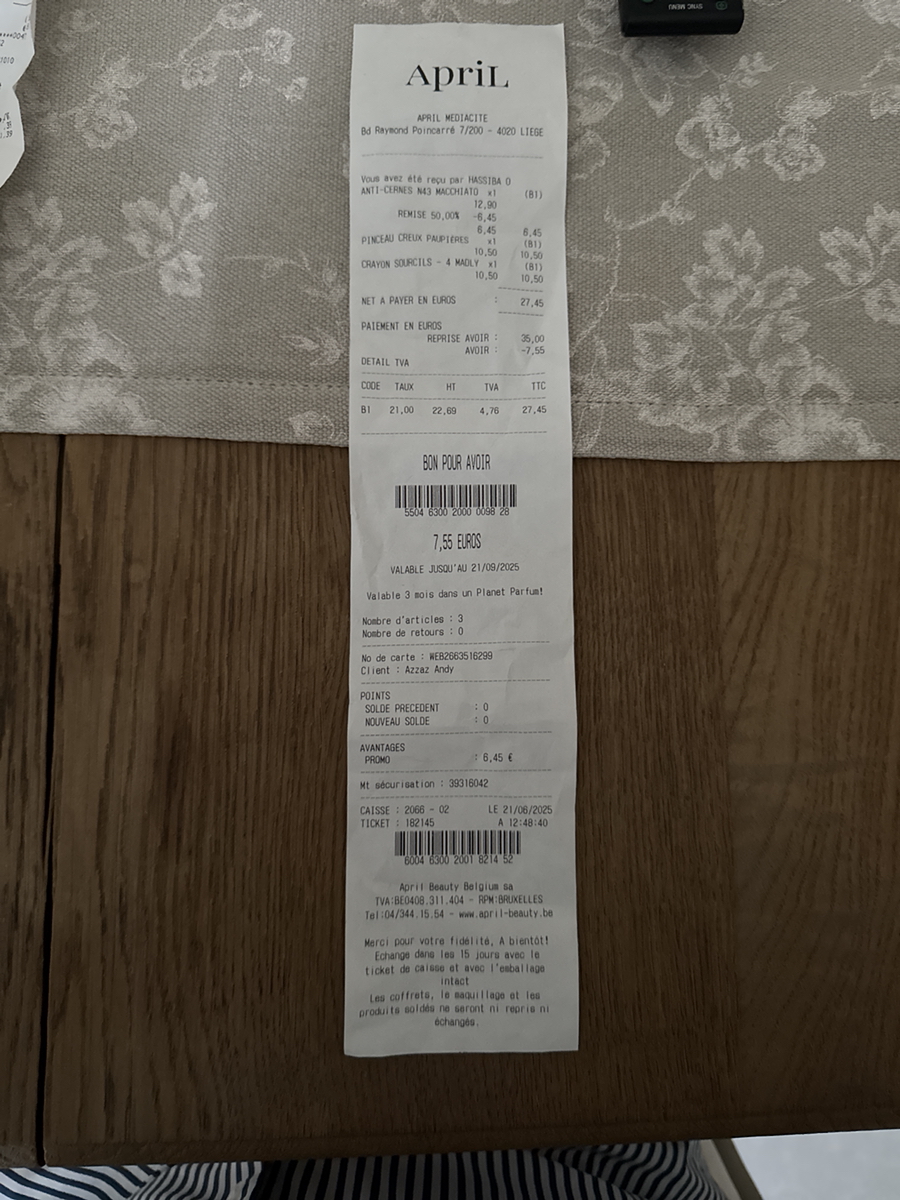 SYNC MENU
ApriL
APRIL MEDIACITE
Bd Raymond Poincarré 7/200 - 4020 LIEGE
Vous avez été reçu par HASSIBA O
ANTI-CERNES N43 MACCHIATO x1 (B1)
12,90
REMISE 50,00% -6,45
6,45 6,45
PINCEAU CREUX PAUPIÈRES x1 (B1)
10,50 10,50
CRAYON SOURCILS - 4 MADLY x1 (B1)
10,50 10,50
NET A PAYER EN EUROS : 27,45
PAIEMENT EN EUROS
REPRISE AVOIR : 35,00
AVOIR : -7,55
DETAIL TVA
CODE TAUX HT TVA TTC
B1 21,00 22,69 4,76 27,45
BON POUR AVOIR
5504 6300 2000 0098 28
7,55 EUROS
VALABLE JUSQU'AU 21/09/2025
Valable 3 mois dans un Planet Parfum!
Nombre d'articles : 3
Nombre de retours : 0
No de carte : WEB2663516299
Client : Azzaz Andy
POINTS
SOLDE PRECEDENT : 0
NOUVEAU SOLDE : 0
AVANTAGES
PROMO : 6,45 €
Mt sécurisation : 39316042
CAISSE : 2066 - 02 LE 21/06/2025
TICKET : 182145 A 12:48:40
6004 6300 2001 8214 52
April Beauty Belgium sa
TVA:BE0408.311.404 - RPM:BRUXELLES
Tel:04/344.15.54 - www.april-beauty.be
Merci pour votre fidélité, A bientôt!
Echange dans les 15 jours avec le
ticket de caisse et avec l'emballage
intact
Les coffrets, le maquillage et les
produits soldés ne seront ni repris ni
échangés.